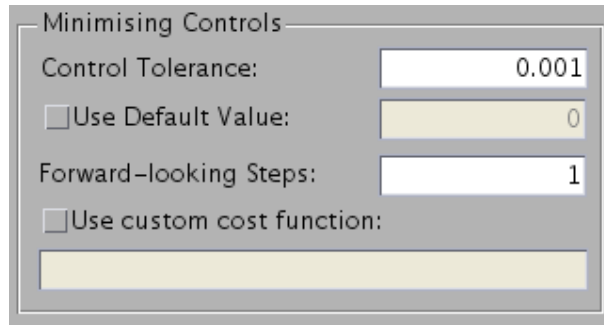 Minimising Controls
Control Tolerance: 0.001
Use Default Value: 0
Forward-looking Steps: 1
Use custom cost function: